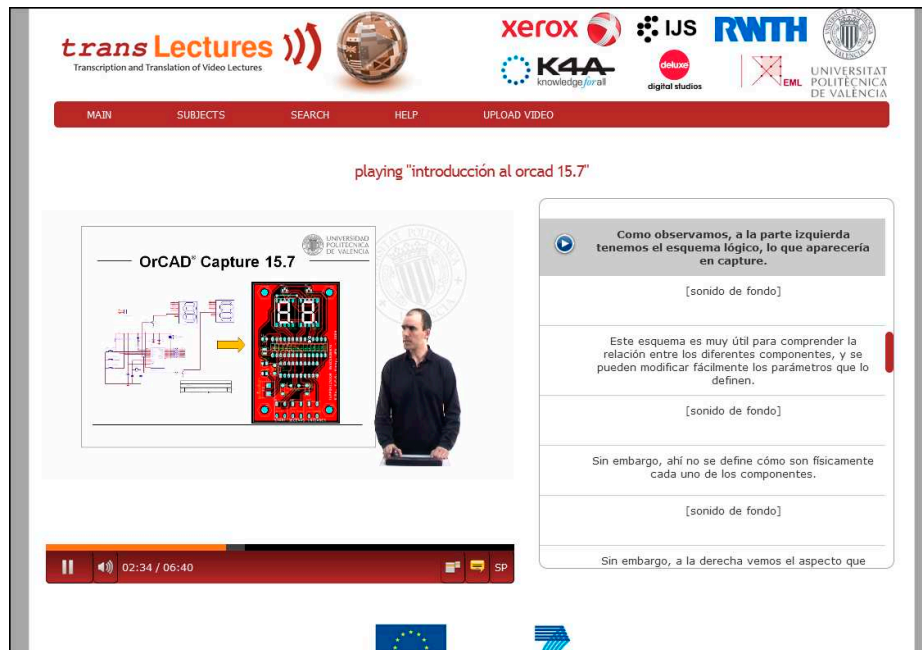 trans Lectures
Transcription and Translation of Video Lectures
xerox
IJS
RWTH
K4A
knowledge for all
deluxe
digital studios
EML
UNIVERSITAT
POLITÈCNICA
DE VALÈNCIA
MAIN SUBJECTS SEARCH HELP UPLOAD VIDEO
playing "introducción al orcad 15.7"
UNIVERSIDAD
POLITECNICA
DE VALENCIA
OrCAD® Capture 15.7
Como observamos, a la parte izquierda
tenemos el esquema lógico, lo que aparecería
en capture.
[sonido de fondo]
Este esquema es muy útil para comprender la
relación entre los diferentes componentes, y se
pueden modificar fácilmente los parámetros que lo
definen.
[sonido de fondo]
Sin embargo, ahí no se define cómo son físicamente
cada uno de los componentes.
[sonido de fondo]
Sin embargo, a la derecha vemos el aspecto que
02:34 / 06:40
SP